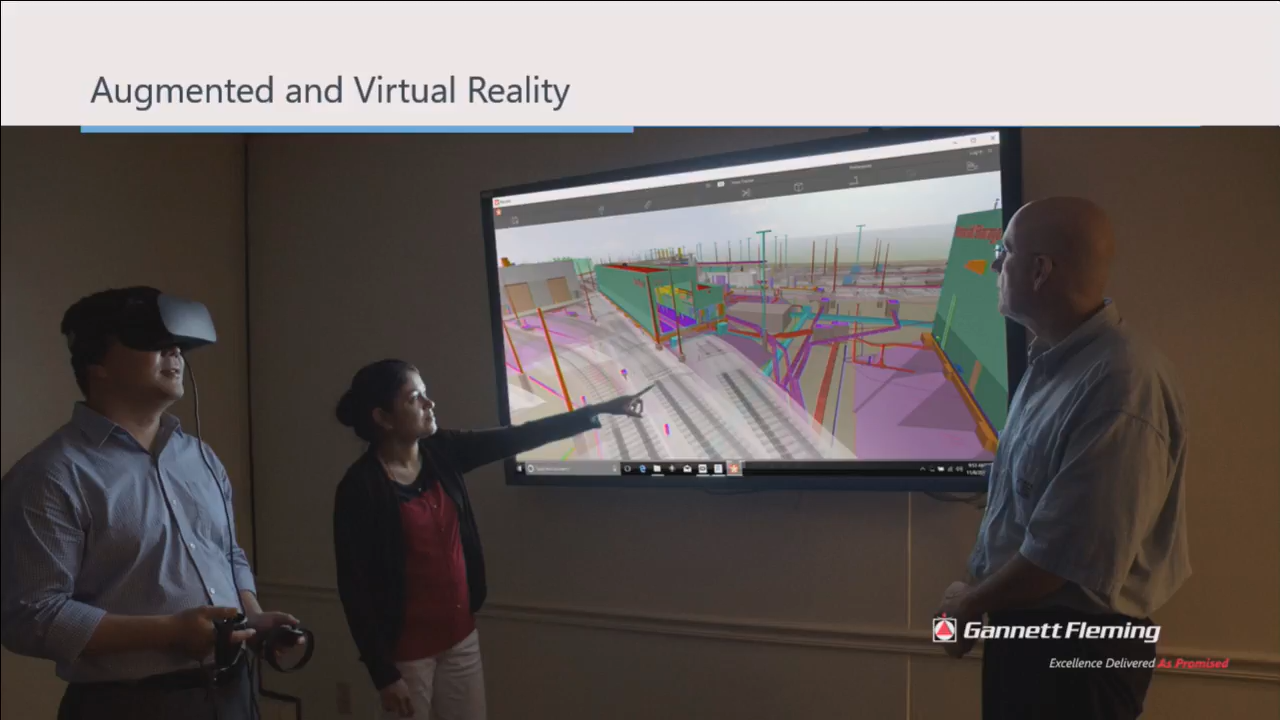 Augmented and Virtual Reality
Gannett Fleming
Excellence Delivered As Promised